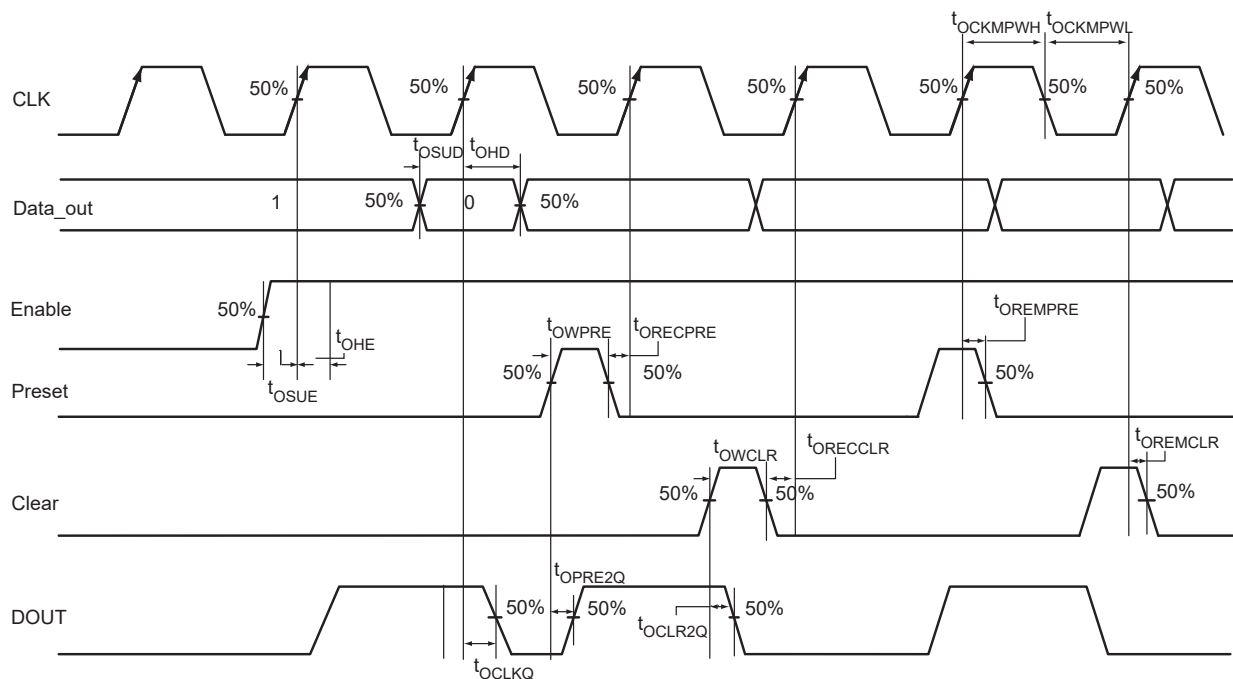 tOCKMPWH tOCKMPWL
CLK 50% 50% 50% 50% 50% 50% 50%
tOSUD tOHD
Data_out 1 50% 0 50%
Enable 50%
tOHE tOWPRE tORECPRE tOREMPRE
Preset tOSUE 50% 50% 50%
tOWCLR tORECCLR tOREMCLR
Clear 50% 50% 50%
tOPRE2Q
DOUT 50% 50% tOCLR2Q 50%
tOCLKQ